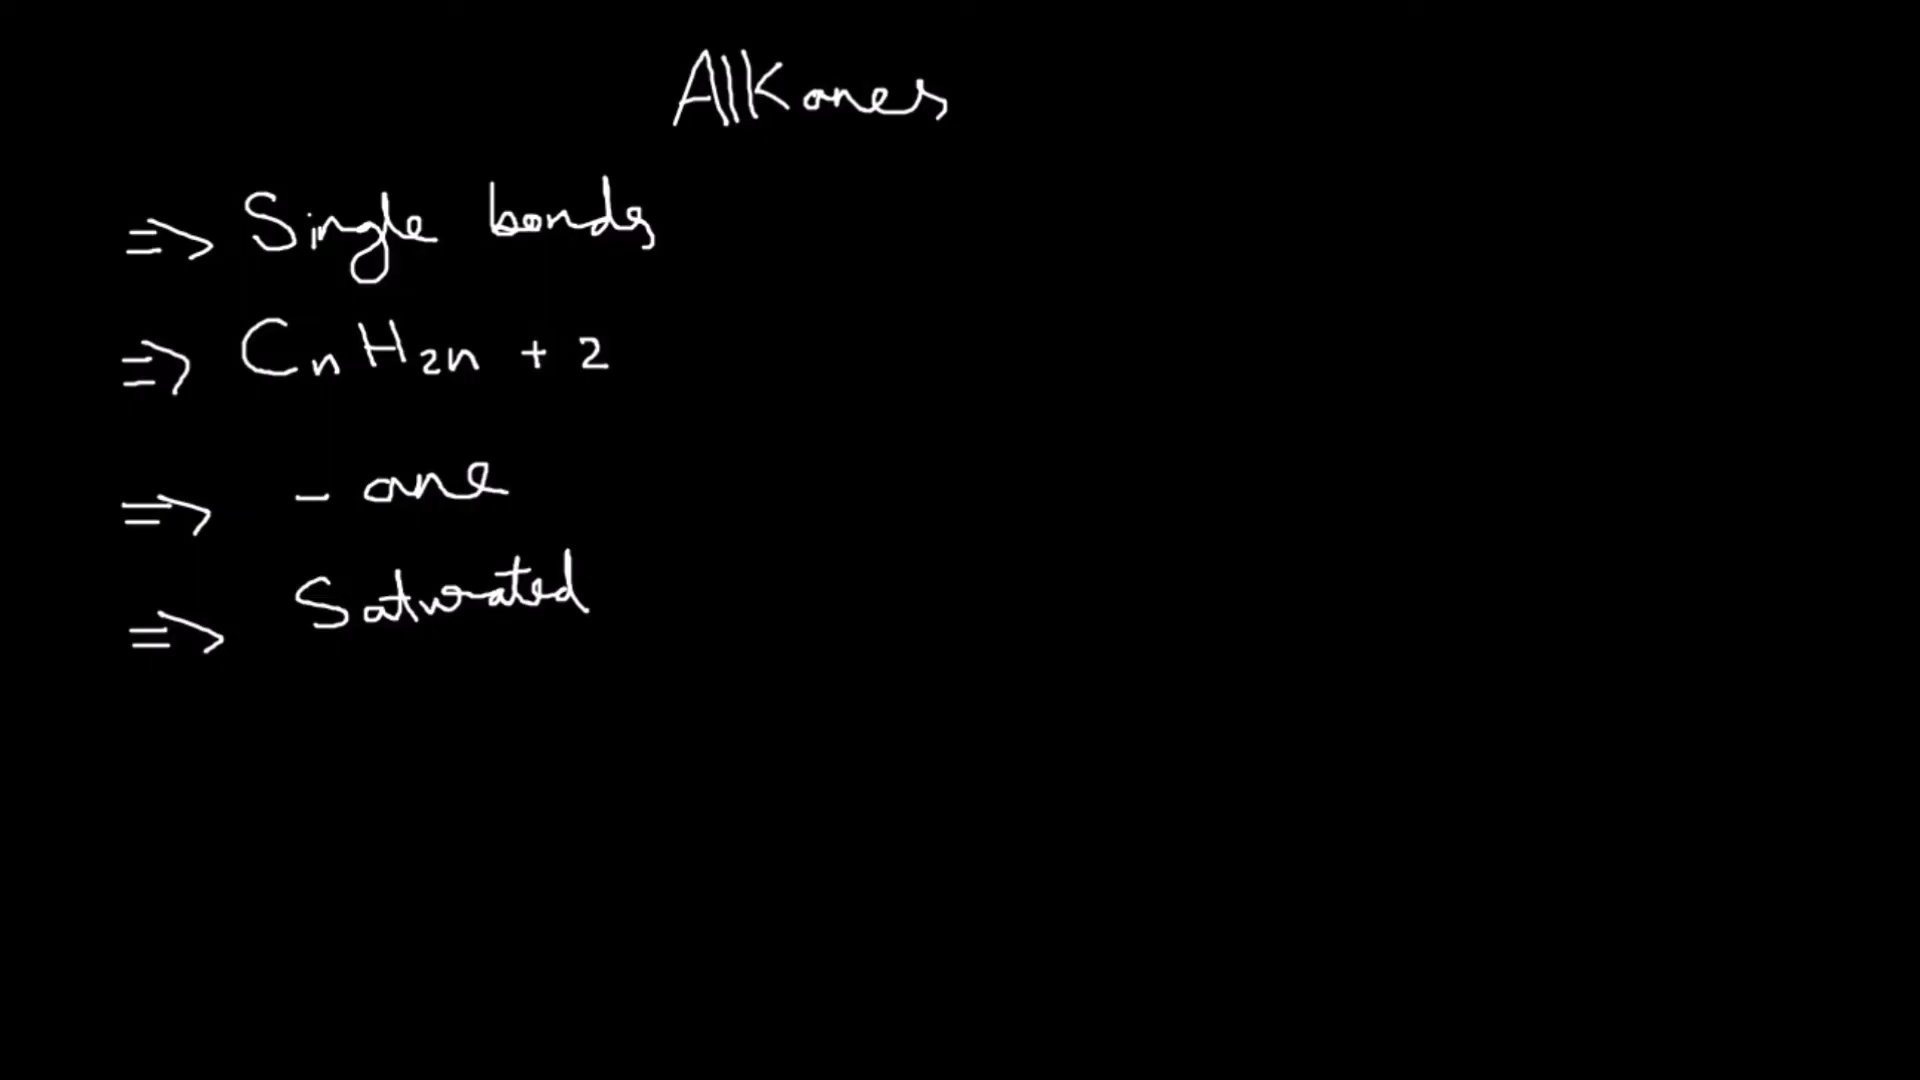 Alkanes
=> Single bonds
=> CnH2n + 2
=> - ane
=> Saturated